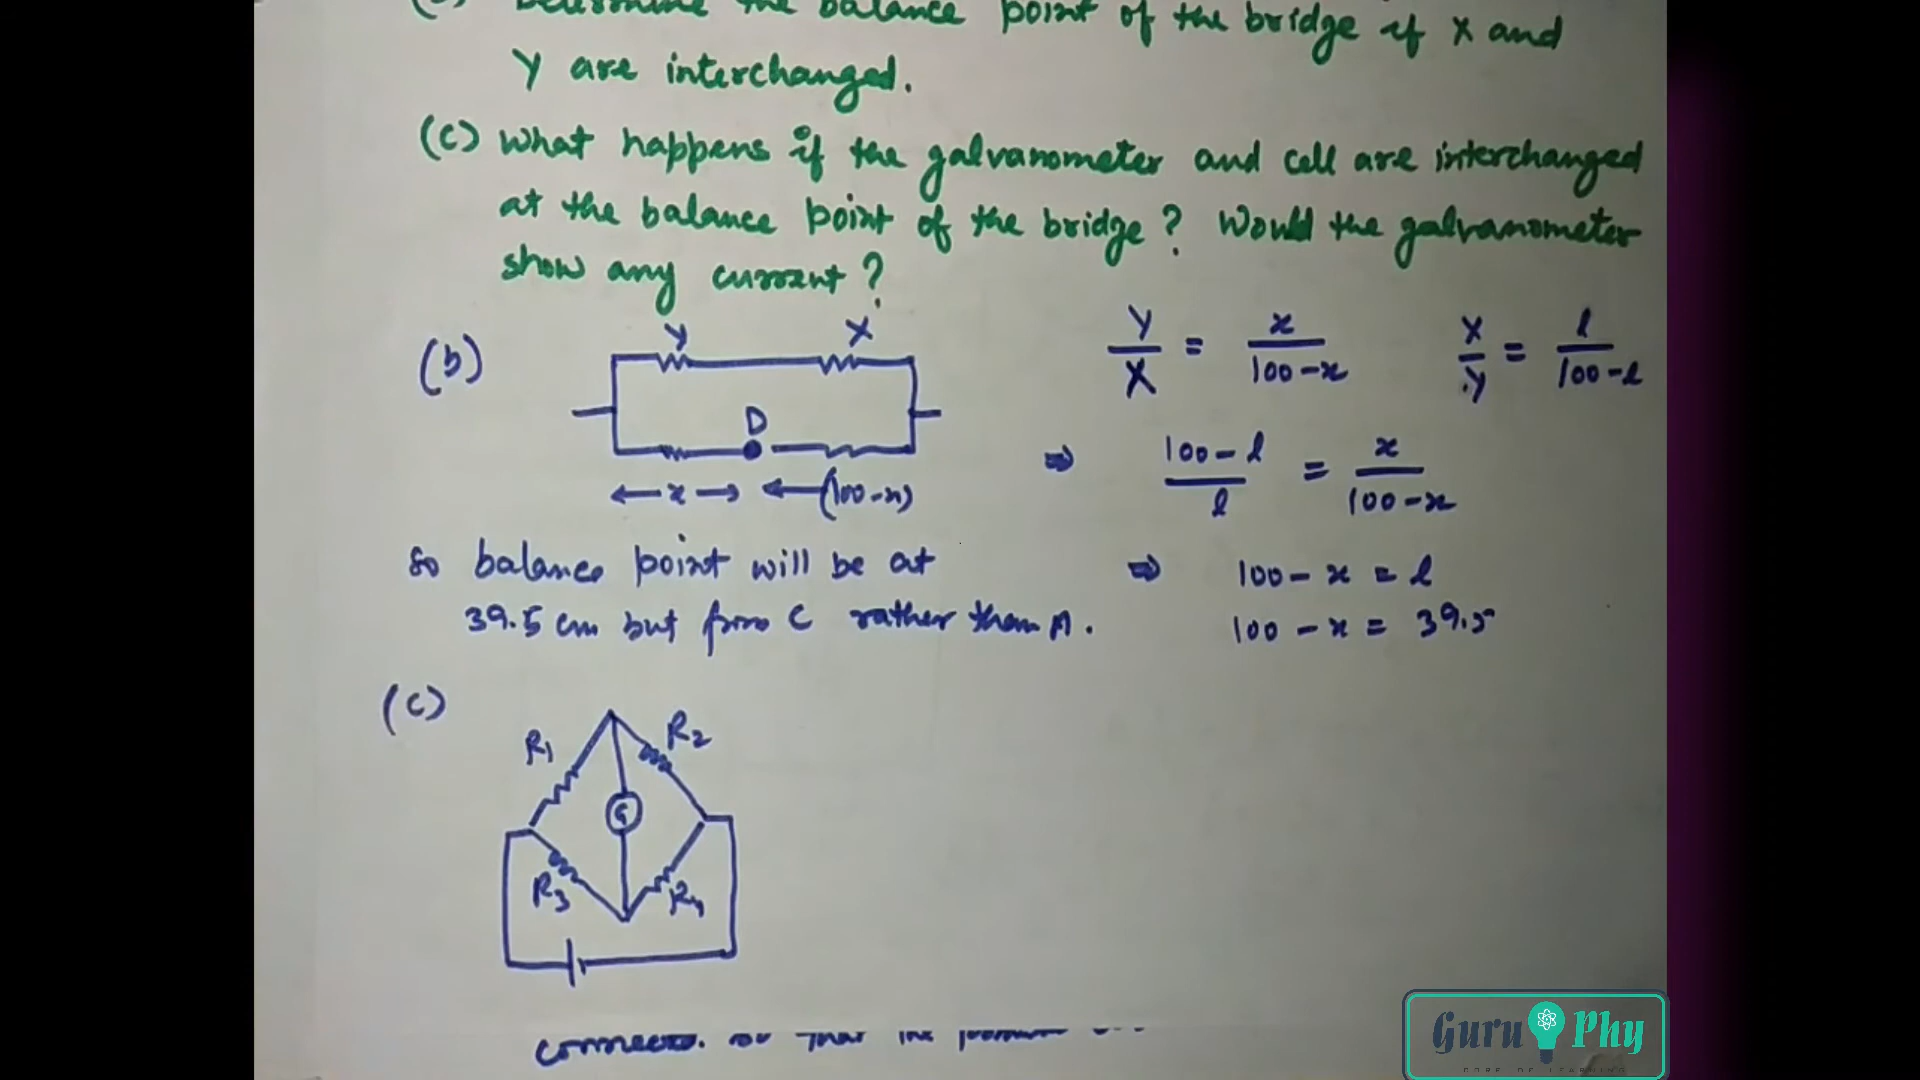 Determine the balance point of the bridge if X and
Y are interchanged.
(C) What happens if the galvanometer and cell are interchanged
at the balance point of the bridge? Would the galvanometer
show any current?
(b)
Y X
D
x (100-x)
Y/X = x/100-x
X/Y = l/100-l
⇒ 100-l/l = x/100-x
⇒ 100-x = l
100-x = 39.5
So balance point will be at
39.5 cm but from C rather than A.
(C)
R1 R2
G
R3 R4
Guru Phy